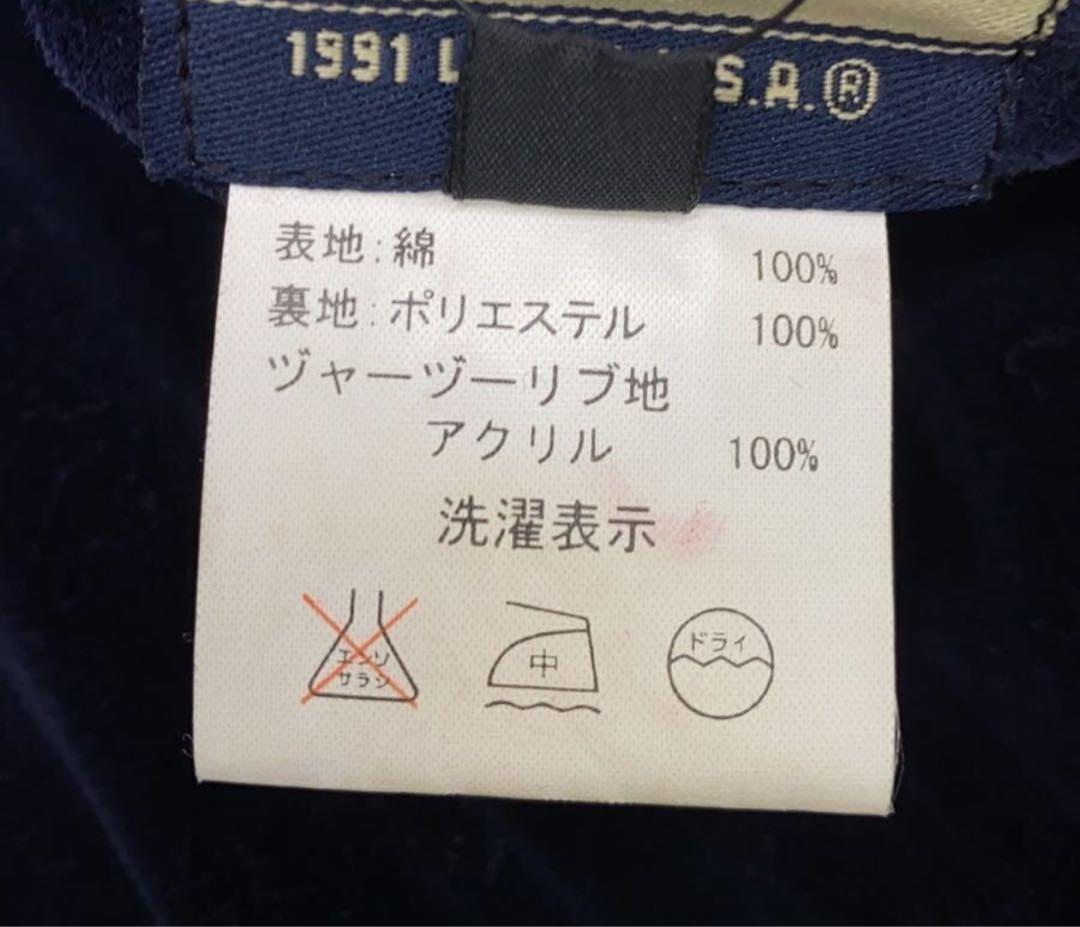 1991 L S.A.®
表地:綿 100%
裏地:ポリエステル 100%
ヅャーヅーリブ地
アクリル 100%
洗濯表示
エンソ
サラシ
中
ドライ